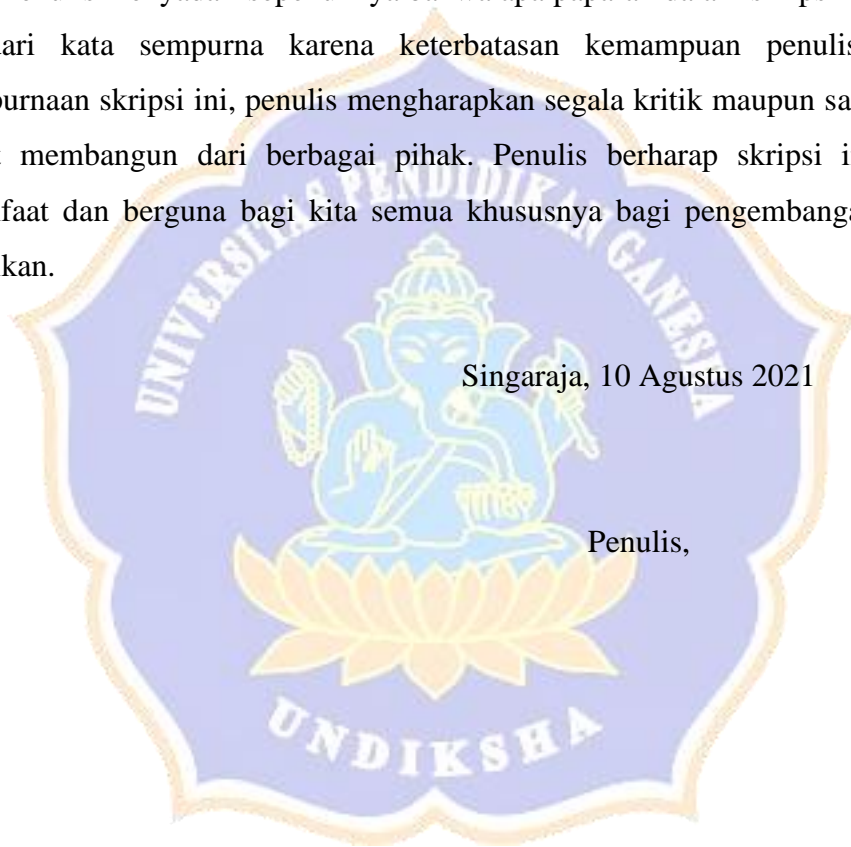 dari kata sempurna karena keterbatasan kemampuan penulis
purnaan skripsi ini, penulis mengharapkan segala kritik maupun sa
membangun dari berbagai pihak. Penulis berharap skripsi i
faat dan berguna bagi kita semua khususnya bagi pengembanga
ikan.
UNIVERSITAS PENDIDIKAN GANESHA
Singaraja, 10 Agustus 2021
Penulis,
UNDIKSHA